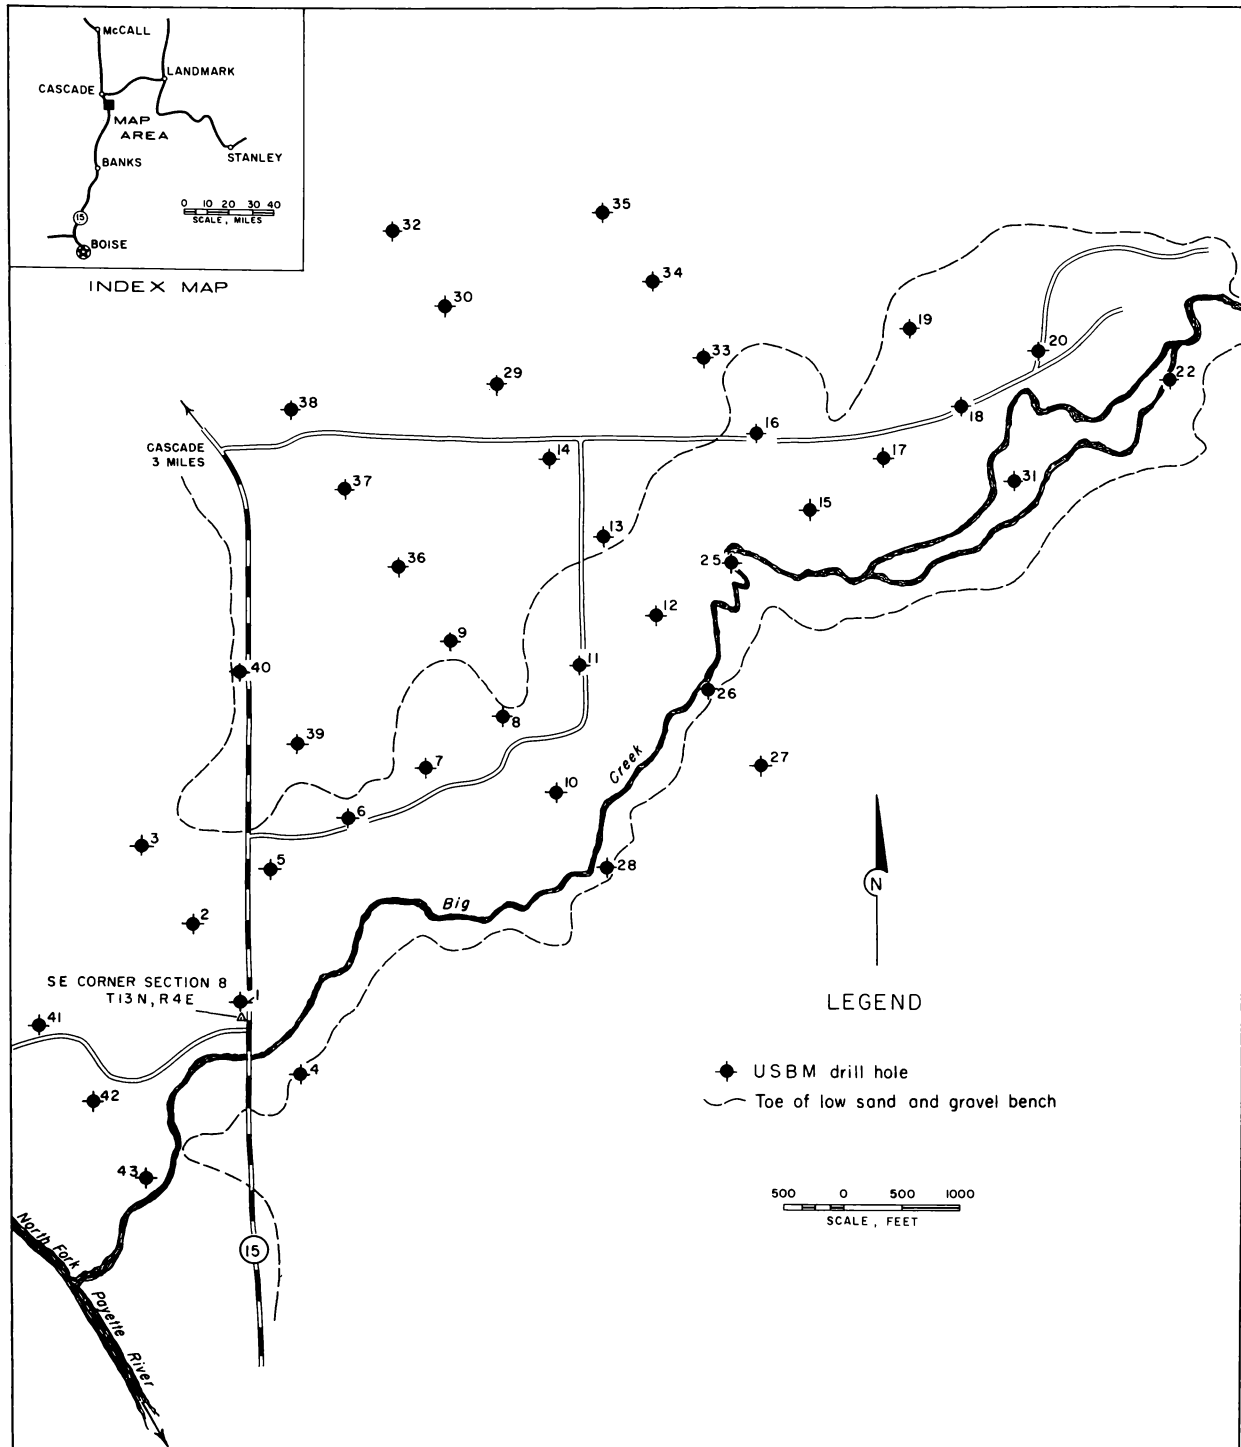 McCALL
LANDMARK
CASCADE
MAP
AREA
BANKS
STANLEY
0 10 20 30 40
SCALE, MILES
15
BOISE
INDEX MAP
35
32
34
30
19
33
20
29
22
38
18
16
CASCADE
3 MILES
14
17
37
31
15
13
25
36
12
9
11
40
26
8
39
7
27
10
Creek
6
3
5
28
Big
2
N
SE CORNER SECTION 8
T13N, R4E
1
LEGEND
41
4
USBM drill hole
42
Toe of low sand and gravel bench
43
500 0 500 1000
SCALE, FEET
North Fork
15
Payette
River